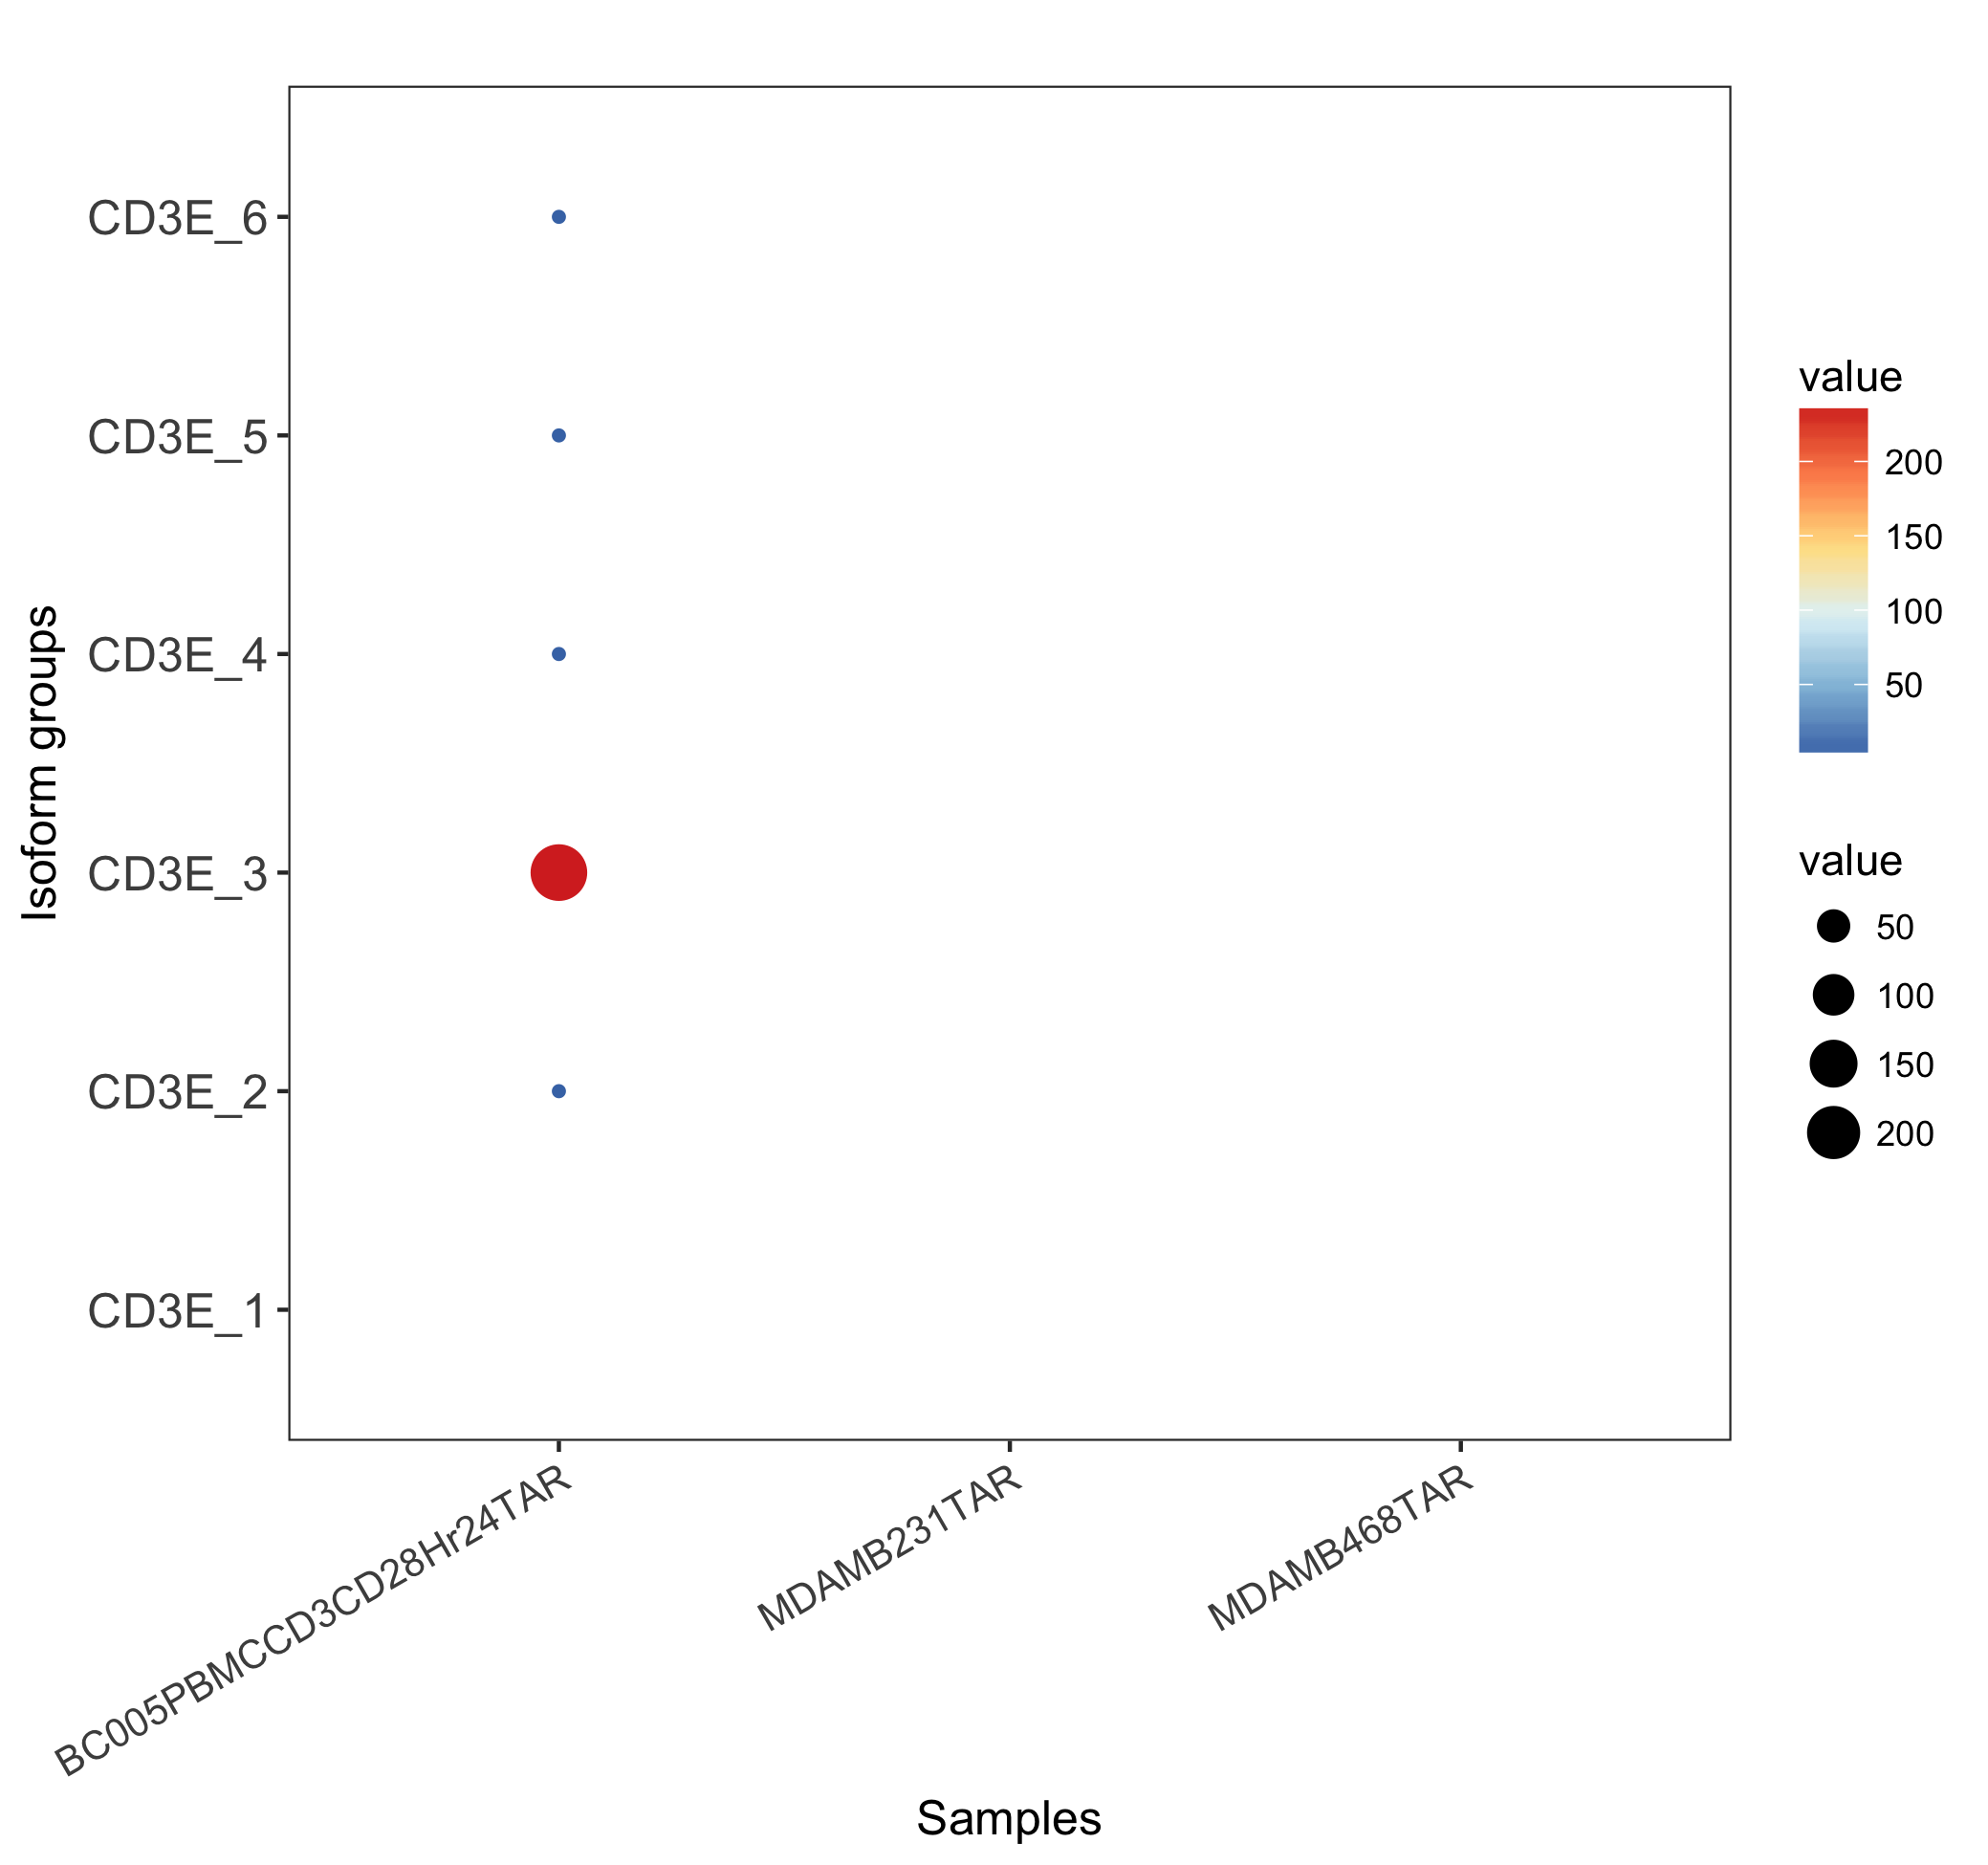 CD3E_6
CD3E_5
CD3E_4
CD3E_3
CD3E_2
CD3E_1
Isoform groups
BC005PBMCCD3CD28Hr24TAR
MDAMB231TAR
MDAMB468TAR
Samples
value
200
150
100
50
value
50
100
150
200